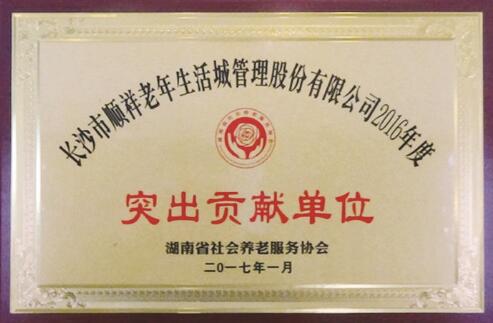 长沙市顺祥老年生活城管理股份有限公司2016年度
突出贡献单位
湖南省社会养老服务协会
二〇一七年一月